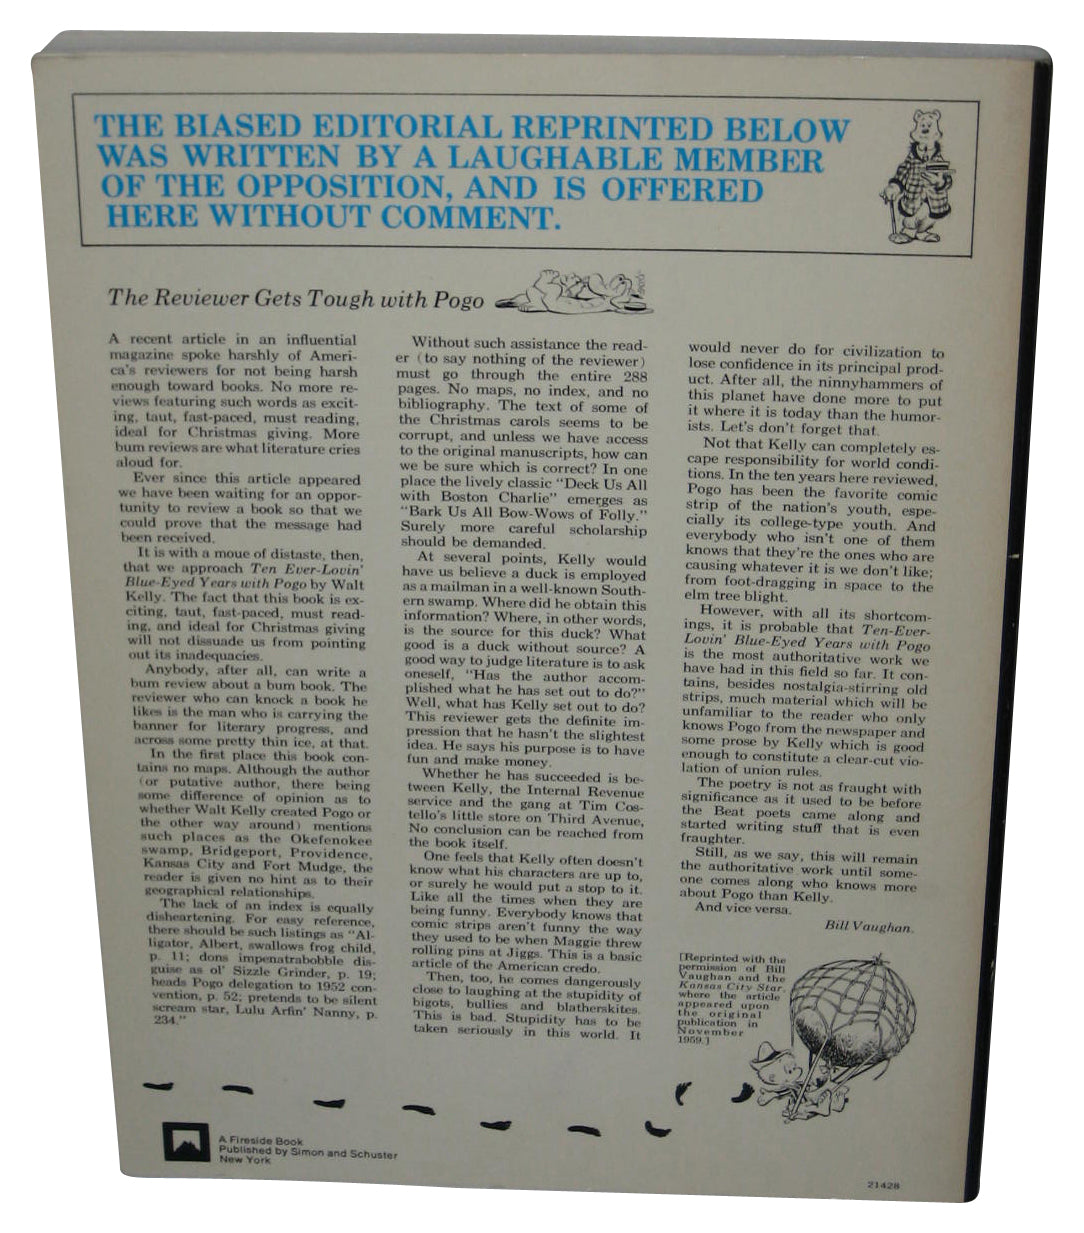 THE BIASED EDITORIAL REPRINTED BELOW
WAS WRITTEN BY A LAUGHABLE MEMBER
OF THE OPPOSITION, AND IS OFFERED
HERE WITHOUT COMMENT.
The Reviewer Gets Tough with Pogo
A recent article in an influential
magazine spoke harshly of Ameri-
ca's reviewers for not being harsh
enough toward books. No more re-
views featuring such words as excit-
ing, taut, fast-paced, must reading,
ideal for Christmas giving. More
bum reviews are what literature cries
aloud for.
Ever since this article appeared
we have been waiting for an oppor-
tunity to review a book so that we
could prove that the message had
been received.
It is with a moue of distaste, then,
that we approach Ten Ever-Lovin'
Blue-Eyed Years with Pogo by Walt
Kelly. The fact that this book is ex-
citing, taut, fast-paced, must read-
ing, and ideal for Christmas giving
will not dissuade us from pointing
out its inadequacies.
Anybody, after all, can write a
bum review about a bum book. The
reviewer who can knock a book he
likes is the man who is carrying the
banner for literary progress, and
across some pretty thin ice, at that.
In the first place this book con-
tains no maps. Although the author
(or putative author, there being
some difference of opinion as to
whether Walt Kelly created Pogo or
the other way around) mentions
such places as the Okefenokee
swamp, Bridgeport, Providence,
Kansas City and Fort Mudge, the
reader is given no hint as to their
geographical relationships.
The lack of an index is equally
disheartening. For easy reference,
there should be such listings as "Al-
ligator, Albert, swallows frog child,
p. 11; dons impenatrabobble dis-
guise as ol' Sizzle Grinder, p. 19;
heads Pogo delegation to 1952 con-
vention, p. 52; pretends to be silent
scream star, Lulu Arfin' Nanny, p.
234."
Without such assistance the read-
er (to say nothing of the reviewer)
must go through the entire 288
pages. No maps, no index, and no
bibliography. The text of some of
the Christmas carols seems to be
corrupt, and unless we have access
to the original manuscripts, how can
we be sure which is correct? In one
place the lively classic "Deck Us All
with Boston Charlie" emerges as
"Bark Us All Bow-Wows of Folly."
Surely more careful scholarship
should be demanded.
At several points, Kelly would
have us believe a duck is employed
as a mailman in a well-known South-
ern swamp. Where did he obtain this
information? Where, in other words,
is the source for this duck? What
good is a duck without source? A
good way to judge literature is to ask
oneself, "Has the author accom-
plished what he has set out to do?"
Well, what has Kelly set out to do?
This reviewer gets the definite im-
pression that he hasn't the slightest
idea. He says his purpose is to have
fun and make money.
Whether he has succeeded is be-
tween Kelly, the Internal Revenue
service and the gang at Tim Cos-
tello's little store on Third Avenue,
No conclusion can be reached from
the book itself.
One feels that Kelly often doesn't
know what his characters are up to,
or surely he would put a stop to it.
Like all the times when they are
being funny. Everybody knows that
comic strips aren't funny the way
they used to be when Maggie threw
rolling pins at Jiggs. This is a basic
article of the American credo.
Then, too, he comes dangerously
close to laughing at the stupidity of
bigots, bullies and blatherskites.
This is bad. Stupidity has to be
taken seriously in this world. It
would never do for civilization to
lose confidence in its principal prod-
uct. After all, the ninnyhammers of
this planet have done more to put
it where it is today than the humor-
ists. Let's don't forget that.
Not that Kelly can completely es-
cape responsibility for world condi-
tions. In the ten years here reviewed,
Pogo has been the favorite comic
strip of the nation's youth, espe-
cially its college-type youth. And
everybody who isn't one of them
knows that they're the ones who are
causing whatever it is we don't like;
from foot-dragging in space to the
elm tree blight.
However, with all its shortcom-
ings, it is probable that Ten-Ever-
Lovin' Blue-Eyed Years with Pogo
is the most authoritative work we
have had in this field so far. It con-
tains, besides nostalgia-stirring old
strips, much material which will be
unfamiliar to the reader who only
knows Pogo from the newspaper and
some prose by Kelly which is good
enough to constitute a clear-cut vio-
lation of union rules.
The poetry is not as fraught with
significance as it used to be before
the Beat poets came along and
started writing stuff that is even
fraughter.
Still, as we say, this will remain
the authoritative work until some-
one comes along who knows more
about Pogo than Kelly.
And vice versa.
Bill Vaughan.
[Reprinted with the
permission of Bill
Vaughan and the
Kansas City Star,
where the article
appeared upon
the original
publication in
November
1959.]
A Fireside Book
Published by Simon and Schuster
New York
21428